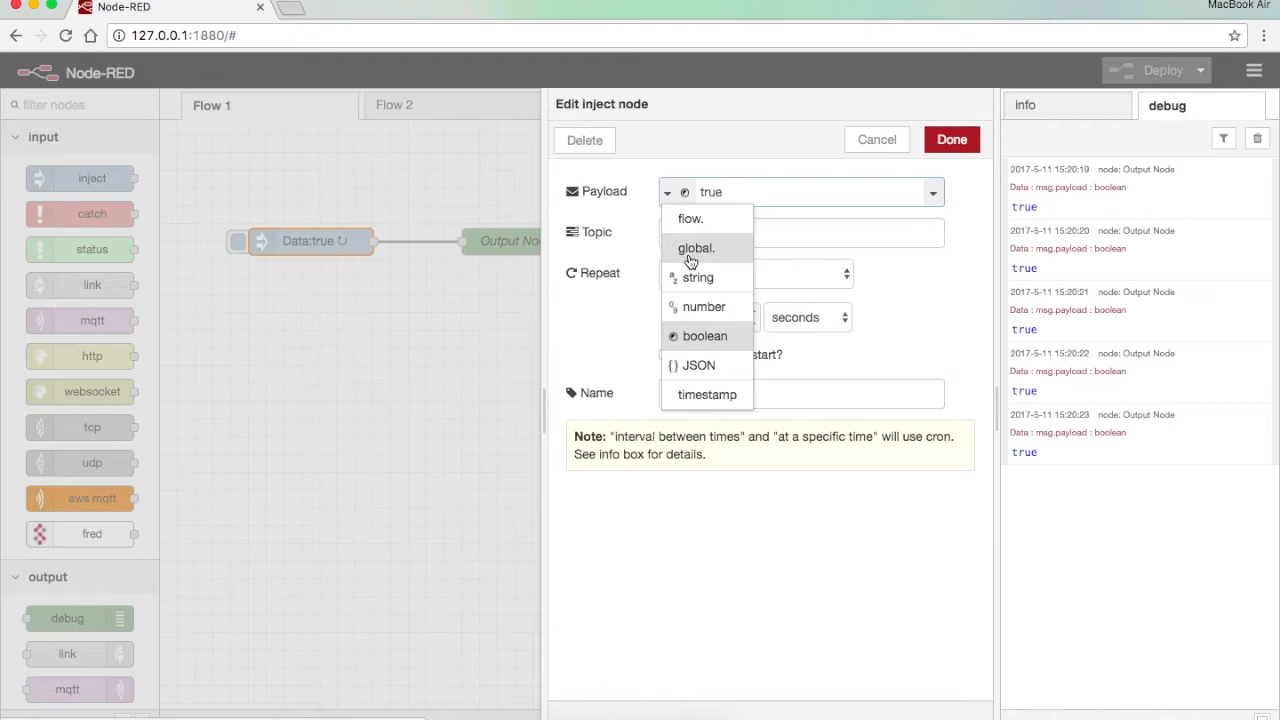 MacBook Air
Node-RED
127.0.0.1:1880/#
Node-RED
Deploy
filter nodes
Flow 1
Flow 2
Edit inject node
info
debug
input
Delete
Cancel
Done
inject
catch
status
link
mqtt
http
websocket
tcp
udp
aws mqtt
fred
output
debug
link
mqtt
Data:true ↻
Output No
Payload
true
flow.
global.
string
number
boolean
JSON
timestamp
Topic
Repeat
seconds
start?
Name
Note: "interval between times" and "at a specific time" will use cron.
See info box for details.
2017-5-11 15:20:19 node: Output Node
Data : msg.payload : boolean
true
2017-5-11 15:20:20 node: Output Node
Data : msg.payload : boolean
true
2017-5-11 15:20:21 node: Output Node
Data : msg.payload : boolean
true
2017-5-11 15:20:22 node: Output Node
Data : msg.payload : boolean
true
2017-5-11 15:20:23 node: Output Node
Data : msg.payload : boolean
true